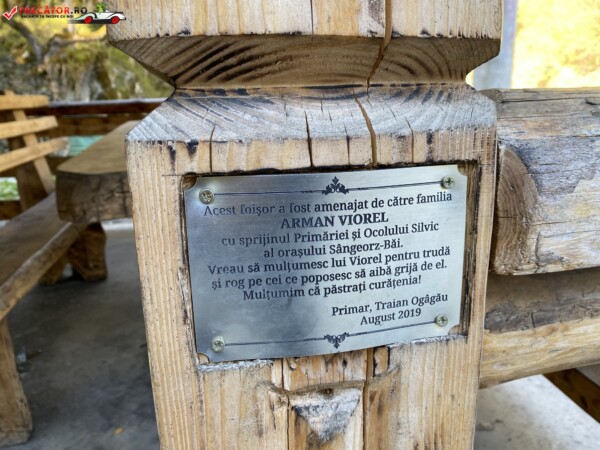 VACATOR.RO
Acest foișor a fost amenajat de către familia
ARMAN VIOREL
cu sprijinul Primăriei și Ocolului Silvic
al orașului Sângeorz-Băi.
Vreau să mulțumesc lui Viorel pentru trudă
și rog pe cei ce poposesc să aibă grijă de el.
Mulțumim că păstrați curățenia!
Primar, Traian Ogâgău
August 2019